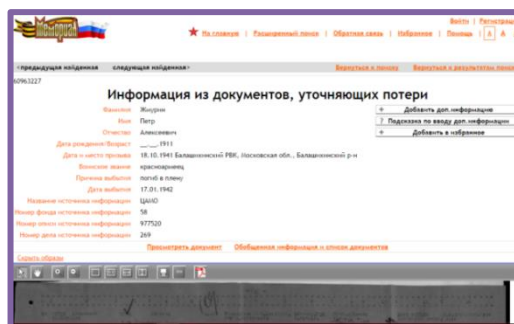 Мемориал
Войти | Регистрация
На главную | Расширенный поиск | Обратная связь | Избранное | Помощь | А А
‹предыдущая найденная следующая найденная›
Вернуться к поиску Вернуться к результатам поиска
60963227
Информация из документов, уточняющих потери
Фамилия Жмурин
Имя Петр
Отчество Алексеевич
Дата рождения/Возраст __.__.1911
Дата и место призыва 18.10.1941 Балашихинский РВК, Московская обл., Балашихинский р-н
Воинское звание красноармеец
Причина выбытия погиб в плену
Дата выбытия 17.01.1942
Название источника информации ЦАМО
Номер фонда источника информации 58
Номер описи источника информации 977520
Номер дела источника информации 269
+ Добавить доп.информацию
? Подсказка по вводу доп.информации
+ Добавить в избранное
Просмотреть документ Обобщенная информация и список документов
Скрыть образы